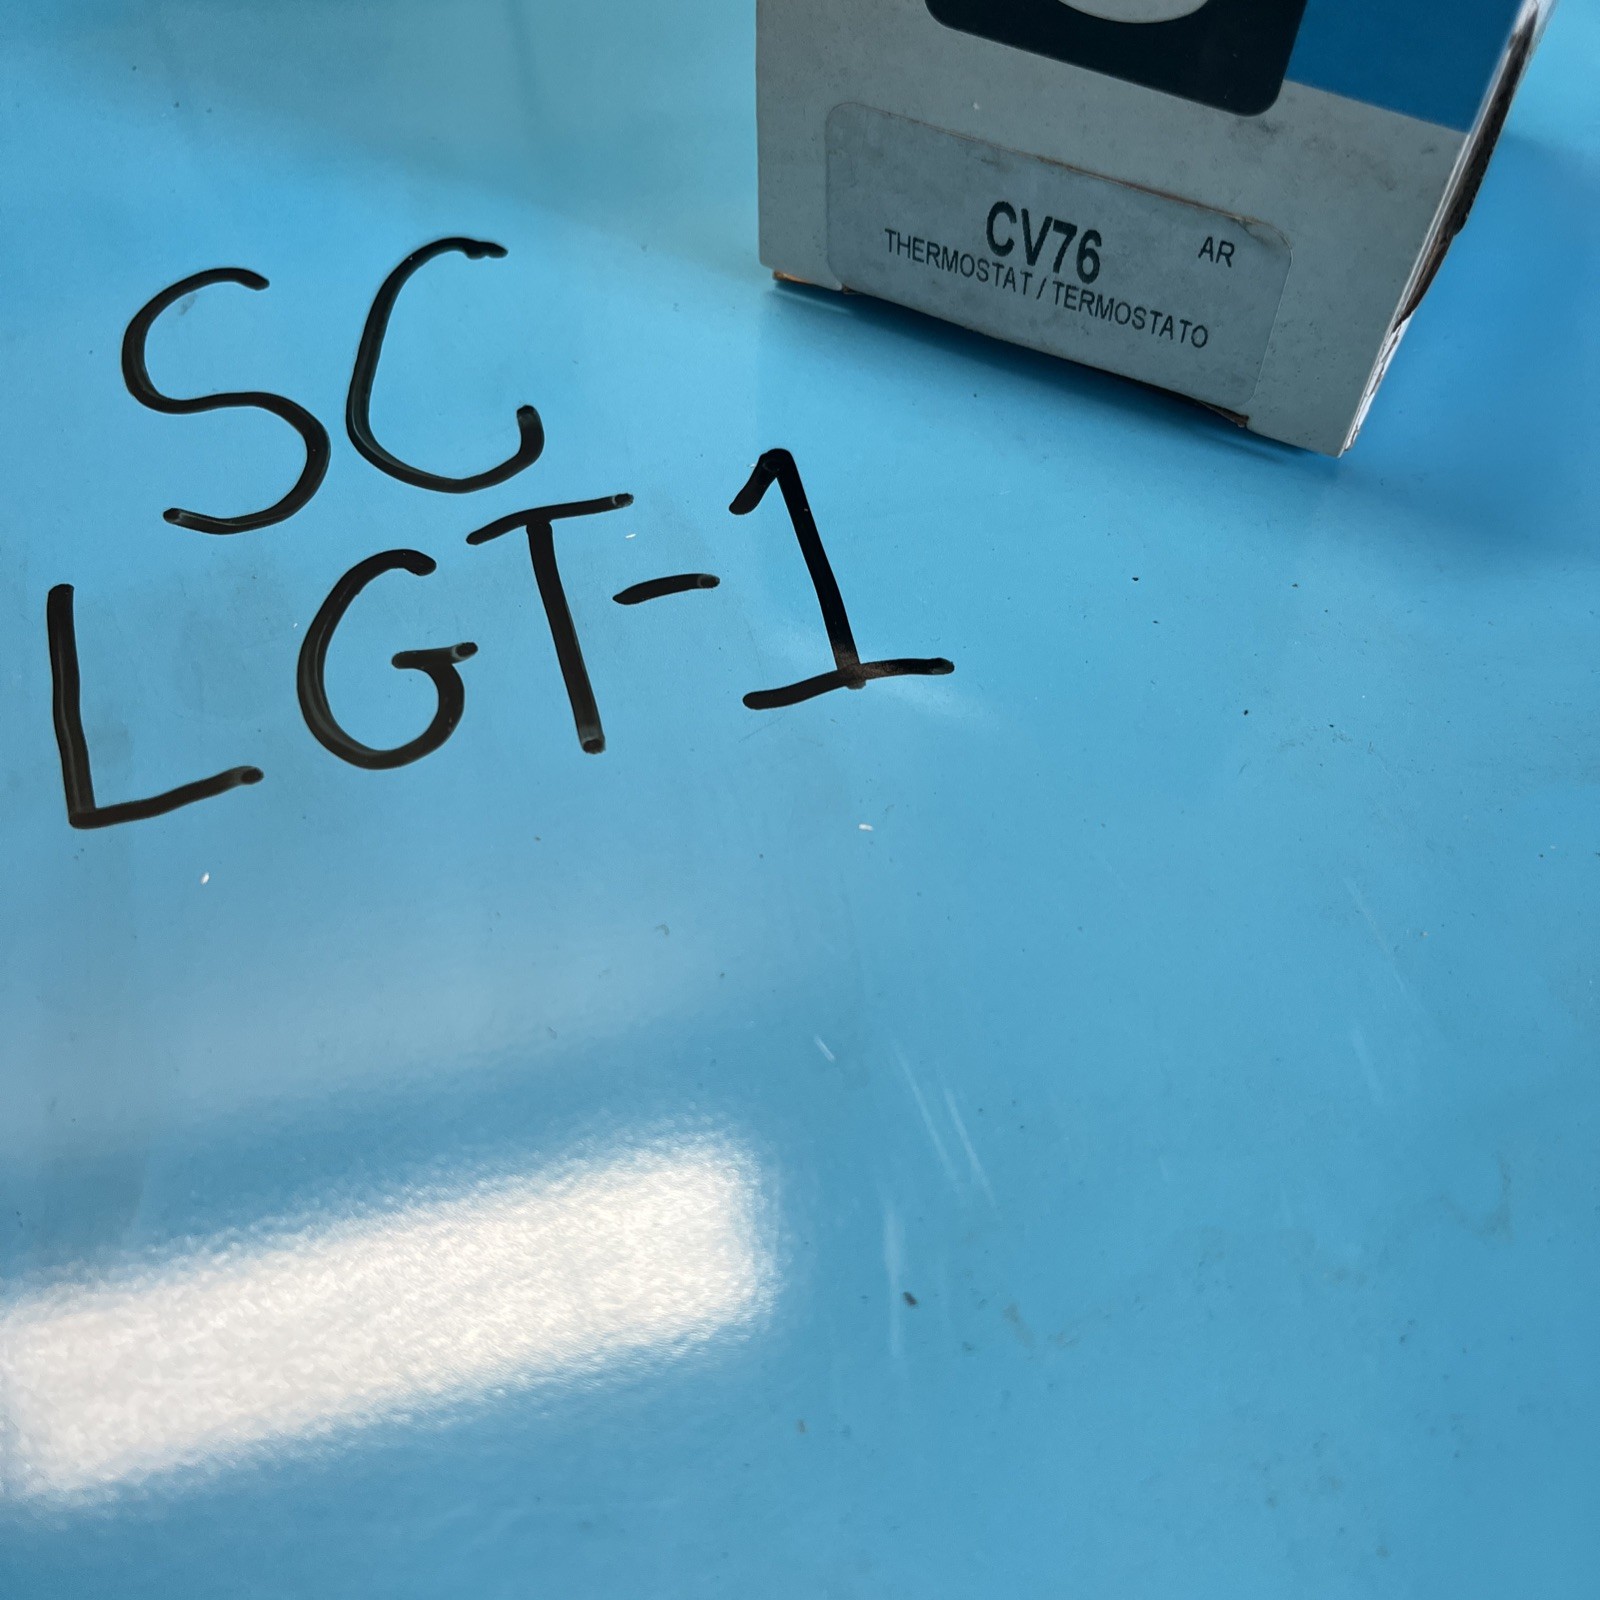 SC
LGT-1
CV76 AR
THERMOSTAT / TERMOSTATO